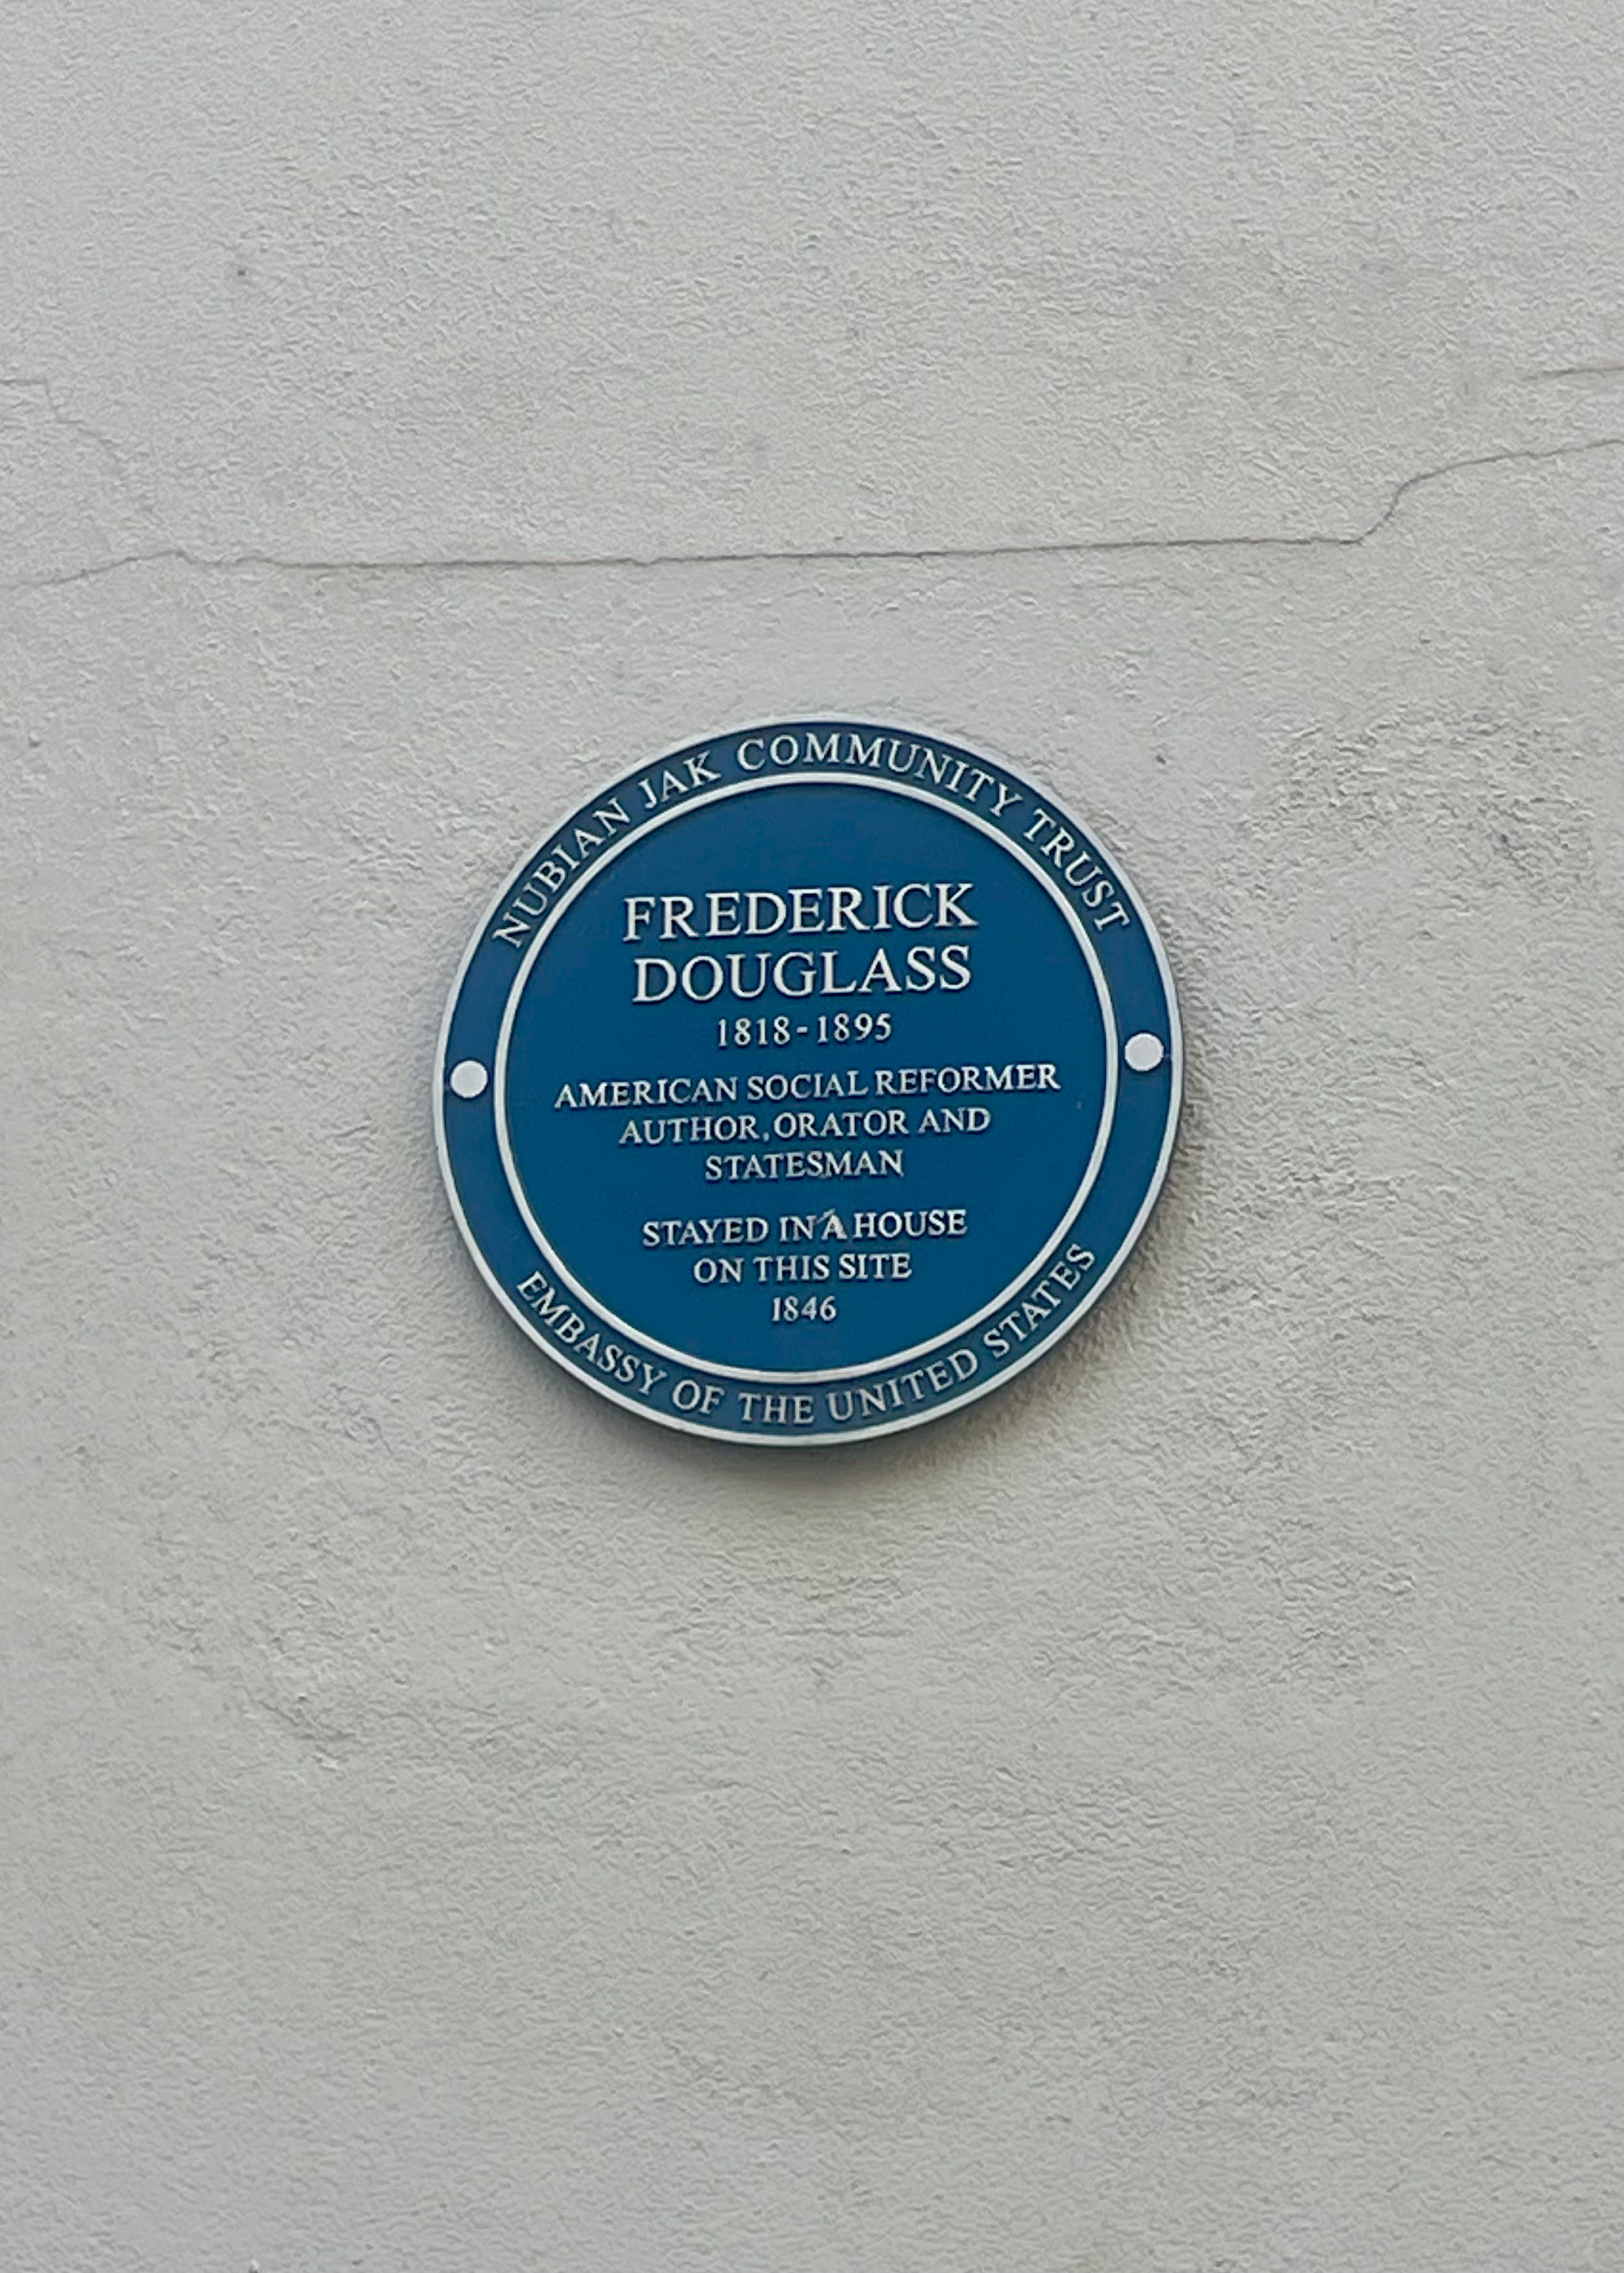 NUBIAN JAK COMMUNITY TRUST
FREDERICK
DOUGLASS
1818-1895
AMERICAN SOCIAL REFORMER
AUTHOR, ORATOR AND
STATESMAN
STAYED IN A HOUSE
ON THIS SITE
1846
EMBASSY OF THE UNITED STATES